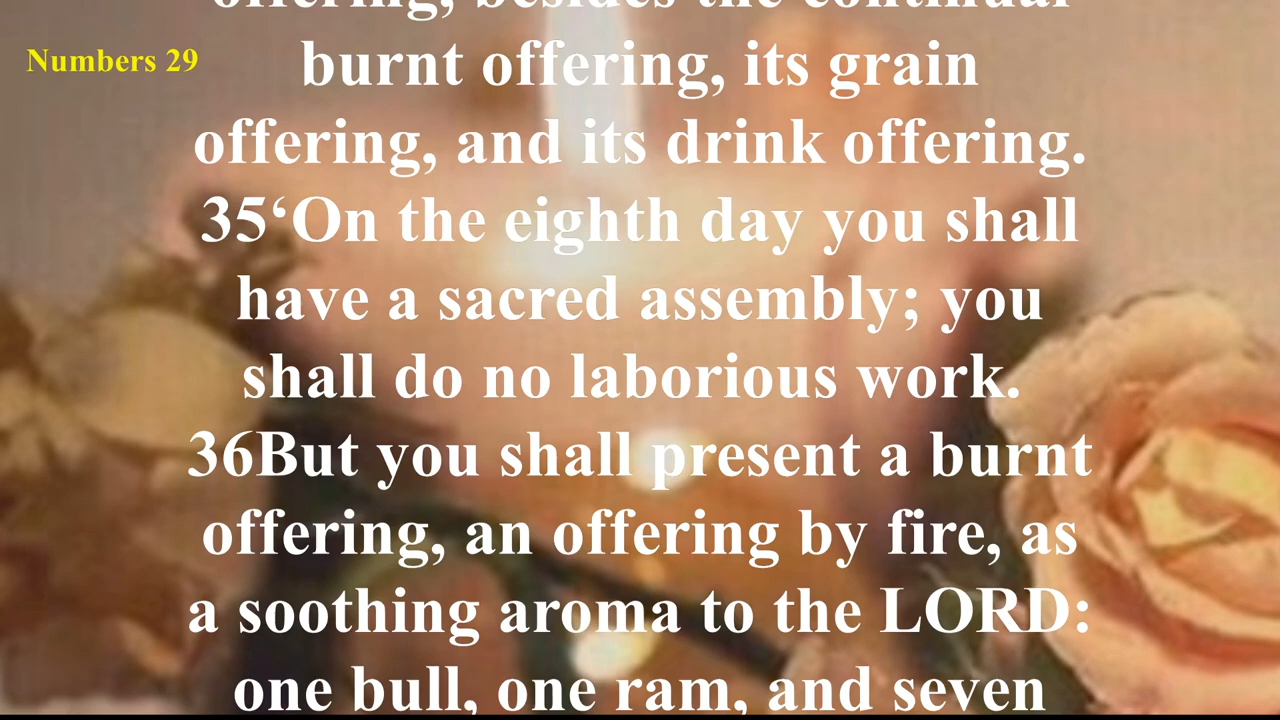 Numbers 29
offering, besides the continual
burnt offering, its grain
offering, and its drink offering.
35‘On the eighth day you shall
have a sacred assembly; you
shall do no laborious work.
36But you shall present a burnt
offering, an offering by fire, as
a soothing aroma to the LORD:
one bull, one ram, and seven